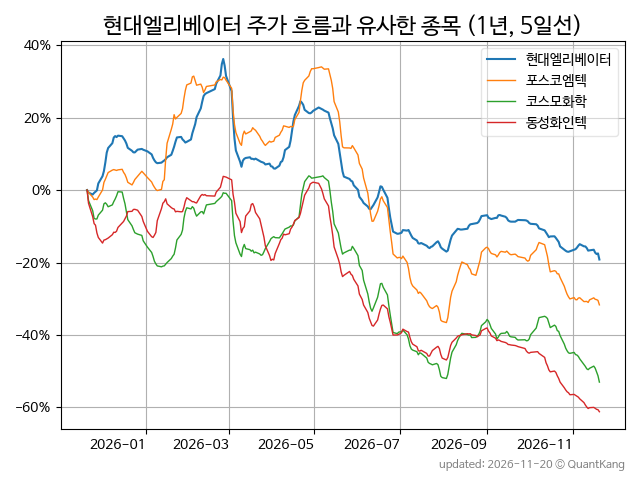 현대엘리베이터 주가 흐름과 유사한 종목 (1년, 5일선)
40%
20%
0%
−20%
−40%
−60%
현대엘리베이터
포스코엠텍
코스모화학
동성화인텍
2026-01
2026-03
2026-05
2026-07
2026-09
2026-11
updated: 2026-11-20 © QuantKang